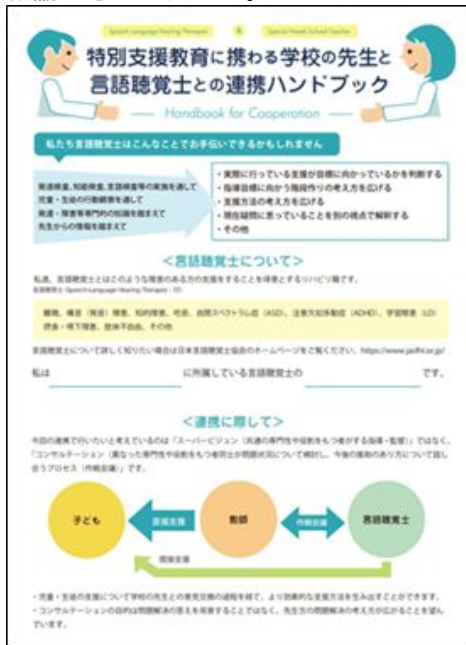 Speech-Language-Hearing Therapist & Special Needs School Teacher
特別支援教育に携わる学校の先生と
言語聴覚士との連携ハンドブック
Handbook for Cooperation
私たち言語聴覚士はこんなことでお手伝いできるかもしれません
発達検査、知能検査、言語検査等の実施を通して
児童・生徒の行動観察を通して
発達・障害等専門的知識を踏まえて
先生からの情報を踏まえて
・実際に行っている支援が目標に向かっているかを判断する
・指導目標に向かう段階作りの考え方を広げる
・支援方法の考え方を広げる
・現在疑問に思っていることを別の視点で解釈する
・その他
＜言語聴覚士について＞
私達、言語聴覚士とはこのような障害のある方の支援をすることを得意とするリハビリ職です。
言語聴覚士 Speech-Language-Hearing Therapist：ST
難聴、構音（発音）障害、知的障害、吃音、自閉スペクトラム症（ASD）、注意欠如多動症（ADHD）、学習障害（LD）
摂食・嚥下障害、肢体不自由、その他
言語聴覚士について詳しく知りたい場合は日本言語聴覚士協会のホームページをご覧ください。https://www.jaslht.or.jp/
私は に所属している言語聴覚士の です。
＜連携に際して＞
今回の連携で行いたいと考えているのは「スーパービジョン（共通の専門性や役割をもつ者がする指導・監督）」ではなく、
「コンサルテーション（異なった専門性や役割をもつ者同士が問題状況について検討し、今後の援助のあり方について話し
合うプロセス（作戦会議）」です。
子ども
直接支援
教師
作戦会議
言語聴覚士
間接支援
・児童・生徒の支援について学校の先生との意見交換の過程を経て、より効果的な支援方法を生み出すことができます。
・コンサルテーションの目的は問題解決の答えを用意することではなく、先生方の問題解決の考え方が広がることを望ん
でいます。